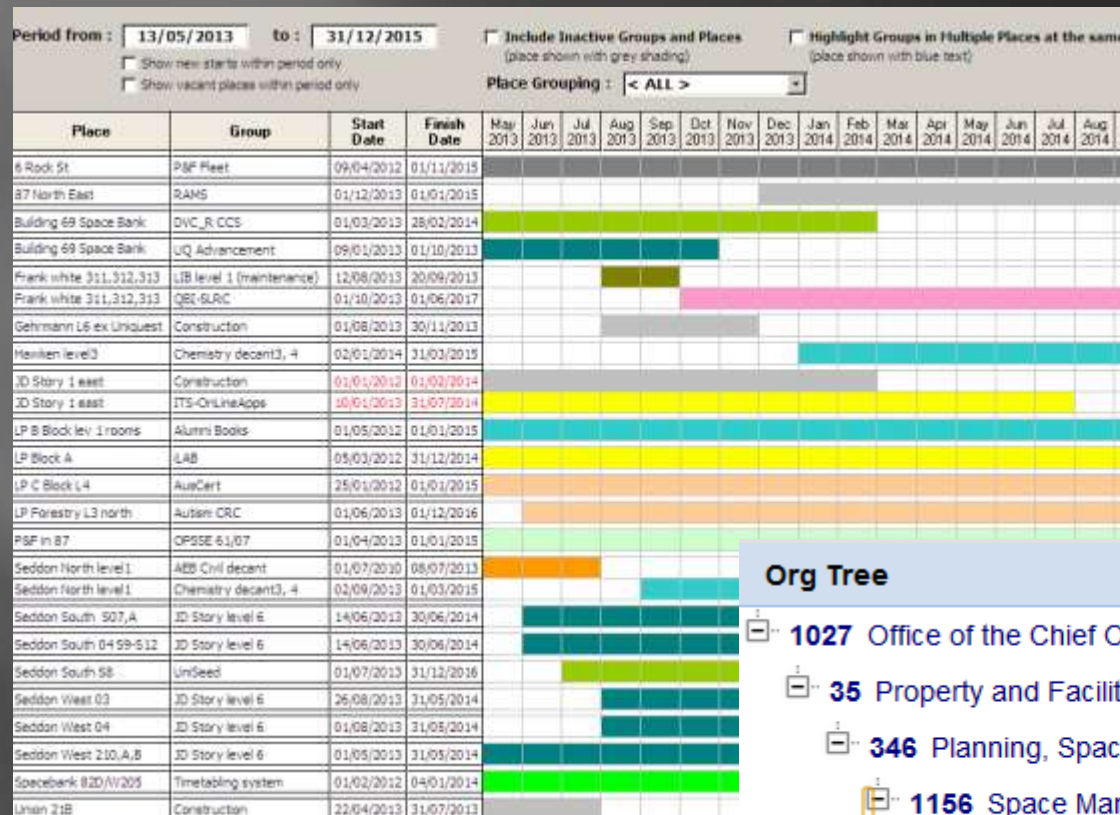 Period from : 13/05/2013 to : 31/12/2015
Show new starts within period only
Show vacant places within period only
Include Inactive Groups and Places
(place shown with grey shading)
Highlight Groups in Multiple Places at the same
(place shown with blue text)
Place Grouping : < ALL >
Place Group Start Date Finish Date May 2013 Jun 2013 Jul 2013 Aug 2013 Sep 2013 Oct 2013 Nov 2013 Dec 2013 Jan 2014 Feb 2014 Mar 2014 Apr 2014 May 2014 Jun 2014 Jul 2014 Aug 2014
6 Rock St P&F Fleet 09/04/2012 01/11/2015
87 North East RAMS 01/12/2013 01/01/2015
Building 69 Space Bank DVC_R CCS 01/03/2013 28/02/2014
Building 69 Space Bank UQ Advancement 09/01/2013 01/10/2013
Frank white 311,312,313 LIB level 1 (maintenance) 12/08/2013 20/09/2013
Frank white 311,312,313 QBI-SLRC 01/10/2013 01/06/2017
Gehrmann L6 ex Uniquest Construction 01/08/2013 30/11/2013
Hawken level3 Chemistry decant3, 4 02/01/2014 31/03/2015
JD Story 1 east Construction 01/01/2012 01/02/2014
JD Story 1 east ITS-OnLineApps 10/01/2013 31/07/2014
LP B Block lev 1 rooms Alumni Books 01/05/2012 01/01/2015
LP Block A iLAB 05/03/2012 31/12/2014
LP C Block L4 AusCert 25/01/2012 01/01/2015
LP Forestry L3 north Autism CRC 01/06/2013 01/12/2016
P&F in 87 OPSSE 61/07 01/04/2013 01/01/2015
Seddon North level1 AEB Civil decant 01/07/2010 08/07/2013
Seddon North level1 Chemistry decant3, 4 02/09/2013 01/03/2015
Seddon South S07,A JD Story level 6 14/06/2013 30/06/2014
Seddon South 04 S9-S12 JD Story level 6 14/06/2013 30/06/2014
Seddon South S8 UniSeed 01/07/2013 31/12/2016
Seddon West 03 JD Story level 6 26/08/2013 31/05/2014
Seddon West 04 JD Story level 6 01/08/2013 31/05/2014
Seddon West 210,A,B JD Story level 6 01/05/2013 31/05/2014
Spacebank 82D/W205 Timetabling system 01/02/2012 04/01/2014
Union 21B Construction 22/04/2013 31/07/2013
Org Tree
1027 Office of the Chief O
35 Property and Facilit
346 Planning, Spac
1156 Space Mar